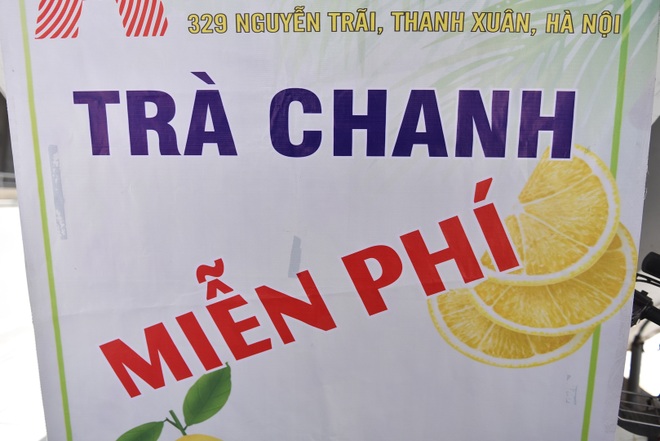 329 NGUYỄN TRÃI, THANH XUÂN, HÀ NỘI
TRÀ CHANH
MIỄN PHÍ